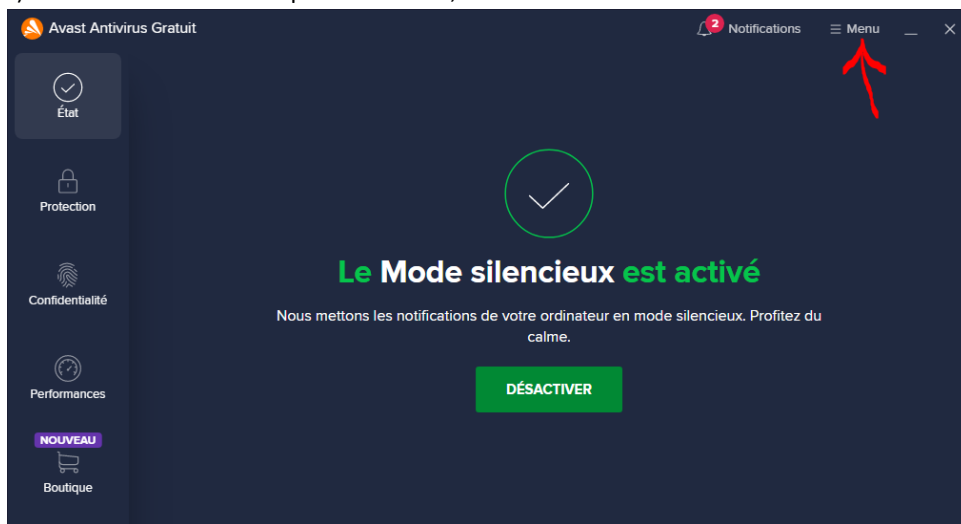 Avast Antivirus Gratuit
2 Notifications
Menu
État
Protection
Confidentialité
Performances
NOUVEAU
Boutique
Le Mode silencieux est activé
Nous mettons les notifications de votre ordinateur en mode silencieux. Profitez du
calme.
DÉSACTIVER